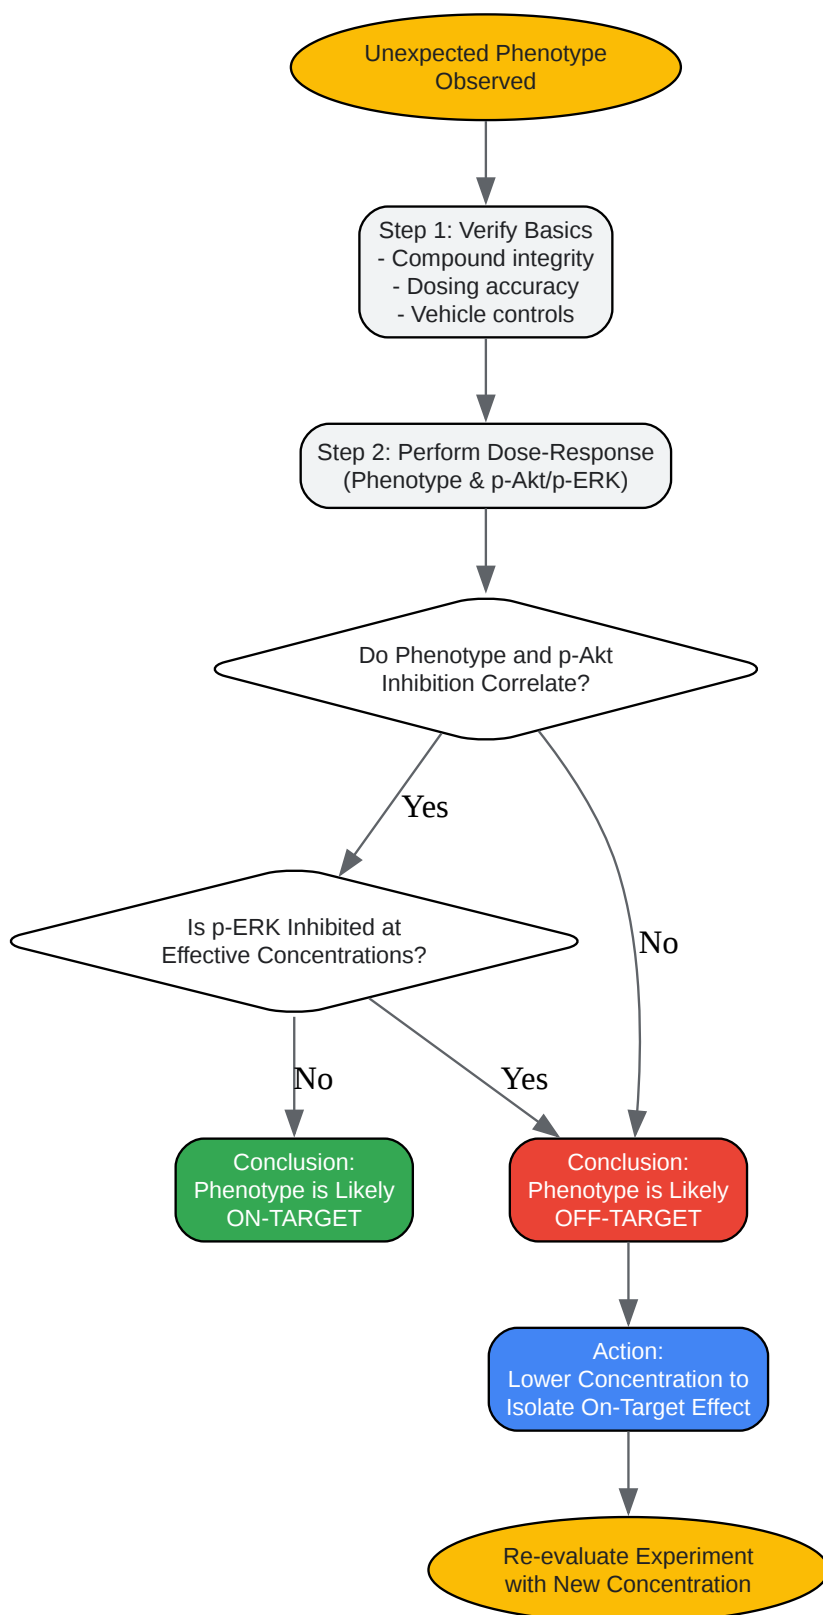 Unexpected Phenotype
Observed
Step 1: Verify Basics
- Compound integrity
- Dosing accuracy
- Vehicle controls
Step 2: Perform Dose-Response
(Phenotype & p-Akt/p-ERK)
Do Phenotype and p-Akt
Inhibition Correlate?
Yes
No
Is p-ERK Inhibited at
Effective Concentrations?
No
Yes
Conclusion:
Phenotype is Likely
ON-TARGET
Conclusion:
Phenotype is Likely
OFF-TARGET
Action:
Lower Concentration to
Isolate On-Target Effect
Re-evaluate Experiment
with New Concentration